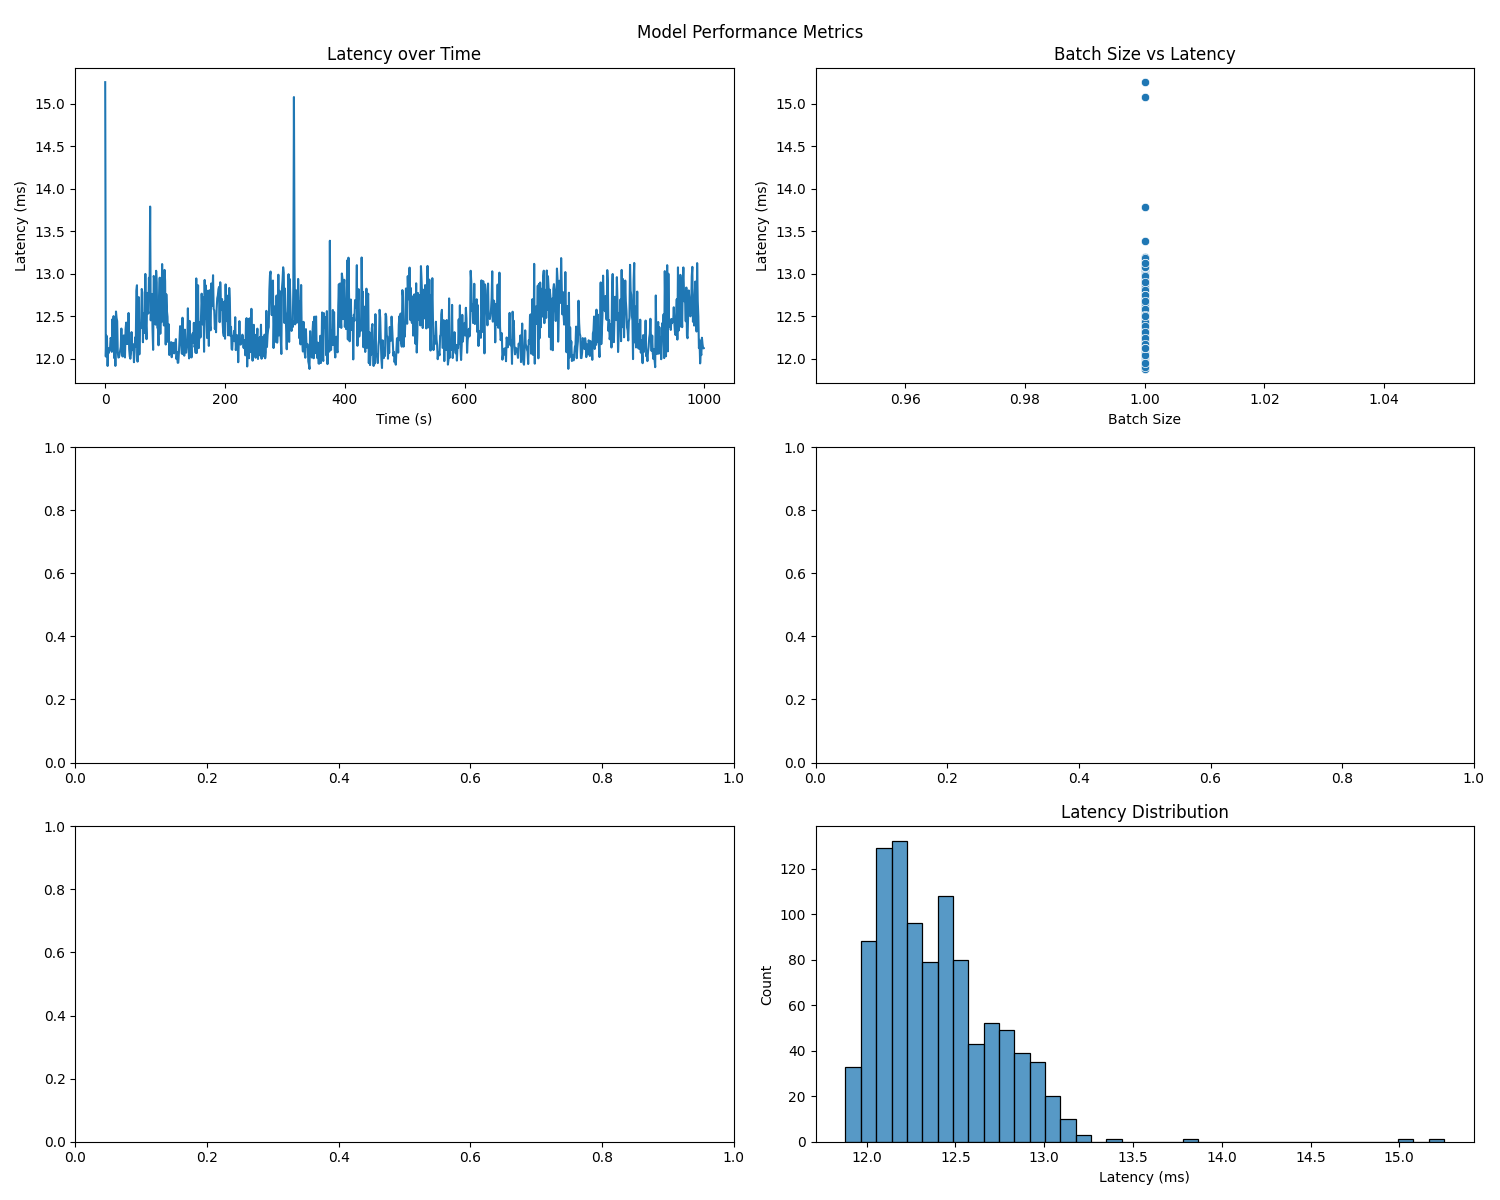 Model Performance Metrics
Latency over Time
Batch Size vs Latency
15.0
14.5
14.0
13.5
13.0
12.5
12.0
Latency (ms)
0 200 400 600 800 1000
Time (s)
15.0
14.5
14.0
13.5
13.0
12.5
12.0
Latency (ms)
0.96 0.98 1.00 1.02 1.04
Batch Size
1.0
0.8
0.6
0.4
0.2
0.0
0.0 0.2 0.4 0.6 0.8 1.0
1.0
0.8
0.6
0.4
0.2
0.0
0.0 0.2 0.4 0.6 0.8 1.0
1.0
0.8
0.6
0.4
0.2
0.0
0.0 0.2 0.4 0.6 0.8 1.0
Latency Distribution
120
100
80
60
40
20
0
Count
12.0 12.5 13.0 13.5 14.0 14.5 15.0
Latency (ms)